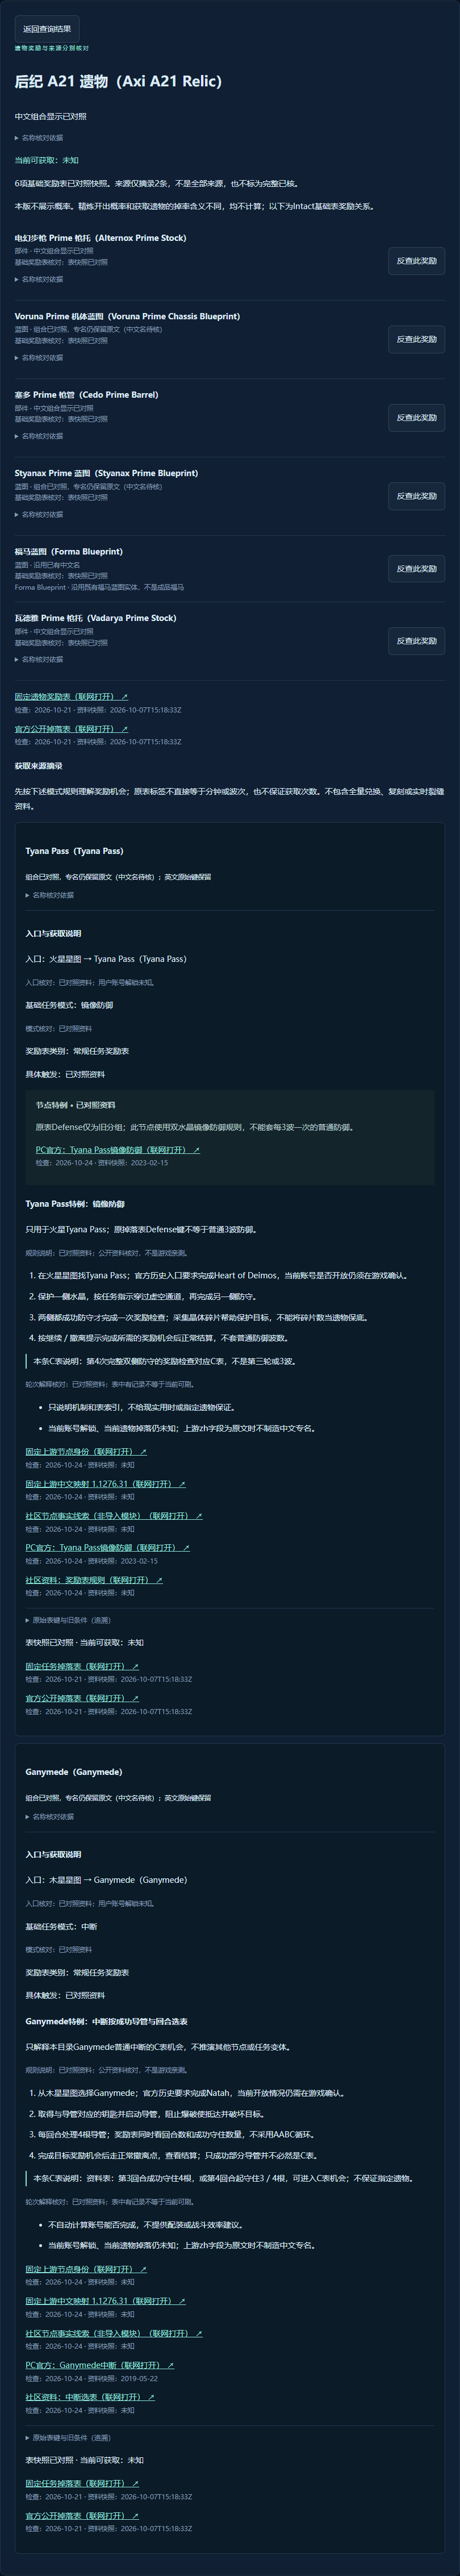 返回查询结果
遗物奖励与来源分别核对
后纪 A21 遗物（Axi A21 Relic）
中文组合显示已对照
▶ 名称核对依据
当前可获取：未知
6项基础奖励表已对照快照。来源仅摘录2条，不是全部来源，也不标为完整已核。
本版不展示概率。精炼开出概率和获取遗物的掉率含义不同，均不计算；以下为Intact基础表奖励关系。
电幻步枪 Prime 枪托（Alternox Prime Stock）
部件 · 中文组合显示已对照
基础奖励表核对：表快照已对照
▶ 名称核对依据
反查此奖励
Voruna Prime 机体蓝图（Voruna Prime Chassis Blueprint）
蓝图 · 组合已对照，专名仍保留原文（中文名待核）
基础奖励表核对：表快照已对照
▶ 名称核对依据
反查此奖励
塞多 Prime 枪管（Cedo Prime Barrel）
部件 · 中文组合显示已对照
基础奖励表核对：表快照已对照
▶ 名称核对依据
反查此奖励
Styanax Prime 蓝图（Styanax Prime Blueprint）
蓝图 · 组合已对照，专名仍保留原文（中文名待核）
基础奖励表核对：表快照已对照
▶ 名称核对依据
反查此奖励
福马蓝图（Forma Blueprint）
蓝图 · 沿用已有中文名
基础奖励表核对：表快照已对照
Forma Blueprint · 沿用既有福马蓝图实体，不是成品福马
反查此奖励
瓦德雅 Prime 枪托（Vadarya Prime Stock）
部件 · 中文组合显示已对照
基础奖励表核对：表快照已对照
▶ 名称核对依据
反查此奖励
固定遗物奖励表（联网打开） ↗
检查：2026-10-21 · 资料快照：2026-10-07T15:18:33Z
官方公开掉落表（联网打开） ↗
检查：2026-10-21 · 资料快照：2026-10-07T15:18:33Z
获取来源摘录
先按下述模式规则理解奖励机会；原表标签不直接等于分钟或波次，也不保证获取次数。不包含全量兑换、复刻或实时裂缝
资料。
Tyana Pass（Tyana Pass）
组合已对照，专名仍保留原文（中文名待核）；英文原始键保留
▶ 名称核对依据
入口与获取说明
入口：火星星图 → Tyana Pass（Tyana Pass）
入口核对：已对照资料；用户账号解锁未知。
基础任务模式：镜像防御
模式核对：已对照资料
奖励表类别：常规任务奖励表
具体触发：已对照资料
节点特例 • 已对照资料
原表Defense仅为旧分组；此节点使用双水晶镜像防御规则，不能套每3波一次的普通防御。
PC官方：Tyana Pass镜像防御（联网打开） ↗
检查：2026-10-24 · 资料快照：2023-02-15
Tyana Pass特例：镜像防御
只用于火星Tyana Pass；原掉落表Defense键不等于普通3波防御。
规则说明：已对照资料；公开资料核对，不是游戏亲测。
1. 在火星星图找Tyana Pass；官方历史入口要求完成Heart of Deimos，当前账号是否开放仍须在游戏确认。
2. 保护一侧水晶，按任务指示穿过虚空通道，再完成另一侧防守。
3. 两侧都成功防守才完成一次奖励检查；采集晶体碎片帮助保护目标，不能将碎片数当遗物保底。
4. 按继续 / 撤离提示完成所需的奖励机会后正常结算，不套普通防御波数。
本条C表说明：第4次完整双侧防守的奖励检查对应C表，不是第三轮或3波。
轮次解释核对：已对照资料；表中有记录不等于当前可刷。
• 只说明机制和表索引，不给现实用时或指定遗物保证。
• 当前账号解锁、当前遗物掉落仍未知；上游zh字段为原文时不制造中文专名。
固定上游节点身份（联网打开） ↗
检查：2026-10-24 · 资料快照：未知
固定上游中文映射 1.1276.31（联网打开） ↗
检查：2026-10-24 · 资料快照：未知
社区节点事实线索（非导入模块）（联网打开） ↗
检查：2026-10-24 · 资料快照：未知
PC官方：Tyana Pass镜像防御（联网打开） ↗
检查：2026-10-24 · 资料快照：2023-02-15
社区资料：奖励表规则（联网打开） ↗
检查：2026-10-24 · 资料快照：未知
▶ 原始表键与旧条件（追溯）
表快照已对照 · 当前可获取：未知
固定任务掉落表（联网打开） ↗
检查：2026-10-21 · 资料快照：2026-10-07T15:18:33Z
官方公开掉落表（联网打开） ↗
检查：2026-10-21 · 资料快照：2026-10-07T15:18:33Z
Ganymede（Ganymede）
组合已对照，专名仍保留原文（中文名待核）；英文原始键保留
▶ 名称核对依据
入口与获取说明
入口：木星星图 → Ganymede（Ganymede）
入口核对：已对照资料；用户账号解锁未知。
基础任务模式：中断
模式核对：已对照资料
奖励表类别：常规任务奖励表
具体触发：已对照资料
Ganymede特例：中断按成功导管与回合选表
只解释本目录Ganymede普通中断的C表机会，不推演其他节点或任务变体。
规则说明：已对照资料；公开资料核对，不是游戏亲测。
1. 从木星星图选择Ganymede；官方历史要求完成Natah，当前开放情况仍需在游戏确认。
2. 取得与导管对应的钥匙并启动导管，阻止爆破使抵达并破坏目标。
3. 每回合处理4根导管；奖励表同时看回合数和成功守住数量，不采用AABC循环。
4. 完成目标奖励机会后走正常撤离点，查看结算；只成功部分导管并不必然是C表。
本条C表说明：资料表：第3回合成功守住4根，或第4回合起守住3 / 4根，可进入C表机会；不保证指定遗物。
轮次解释核对：已对照资料；表中有记录不等于当前可刷。
• 不自动计算账号能否完成，不提供配装或战斗效率建议。
• 当前账号解锁、当前遗物掉落仍未知；上游zh字段为原文时不制造中文专名。
固定上游节点身份（联网打开） ↗
检查：2026-10-24 · 资料快照：未知
固定上游中文映射 1.1276.31（联网打开） ↗
检查：2026-10-24 · 资料快照：未知
社区节点事实线索（非导入模块）（联网打开） ↗
检查：2026-10-24 · 资料快照：未知
PC官方：Ganymede中断（联网打开） ↗
检查：2026-10-24 · 资料快照：2019-05-22
社区资料：中断选表（联网打开） ↗
检查：2026-10-24 · 资料快照：未知
▶ 原始表键与旧条件（追溯）
表快照已对照 · 当前可获取：未知
固定任务掉落表（联网打开） ↗
检查：2026-10-21 · 资料快照：2026-10-07T15:18:33Z
官方公开掉落表（联网打开） ↗
检查：2026-10-21 · 资料快照：2026-10-07T15:18:33Z